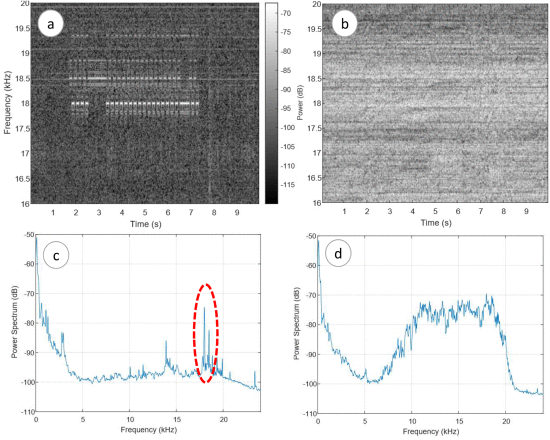 a
20
19.5
19
18.5
18
17.5
17
16.5
16
Frequency (kHz)
1 2 3 4 5 6 7 8 9
Time (s)
-70
-75
-80
-85
-90
-95
-100
-105
-110
-115
Power (dB)
b
20
19.5
19
18.5
18
17.5
17
16.5
16
1 2 3 4 5 6 7 8 9
Time (s)
c
-50
-60
-70
-80
-90
-100
-110
Power Spectrum (dB)
0 5 10 15 20
Frequency (kHz)
d
-50
-60
-70
-80
-90
-100
-110
Power Spectrum (dB)
0 5 10 15 20
Frequency (kHz)